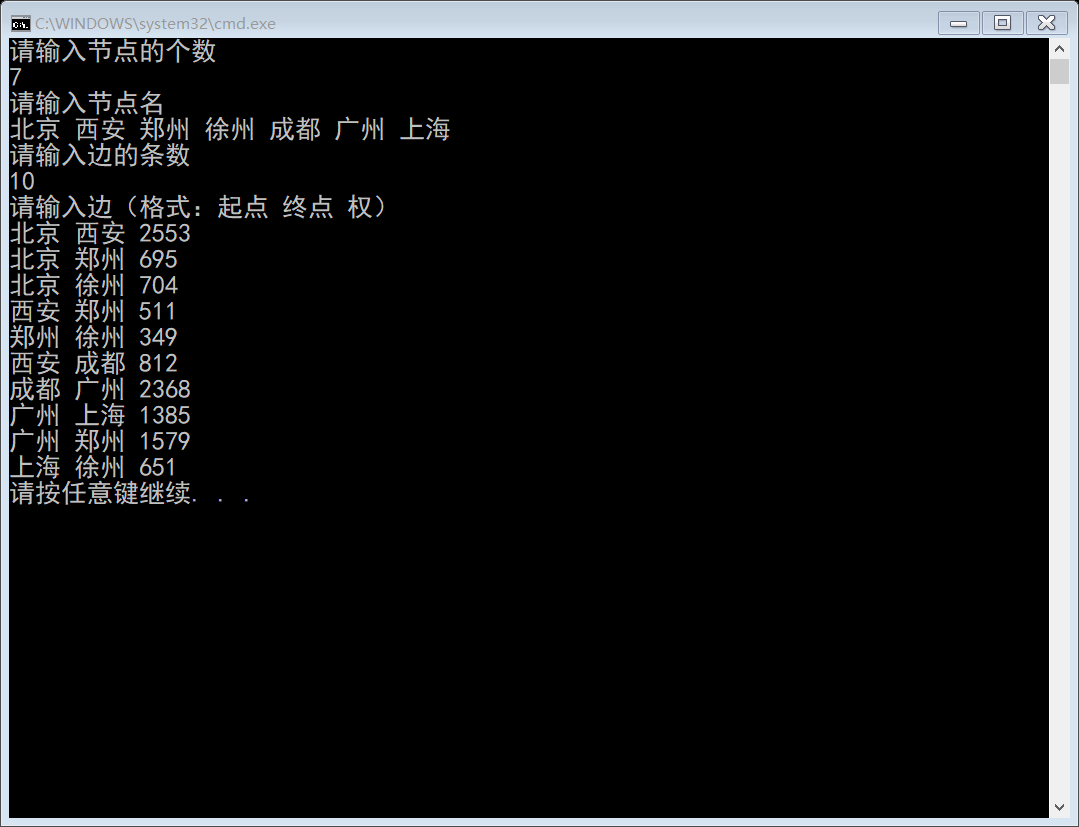 C:\WINDOWS\system32\cmd.exe
请输入节点的个数
7
请输入节点名
北京 西安 郑州 徐州 成都 广州 上海
请输入边的条数
10
请输入边（格式：起点 终点 权）
北京 西安 2553
北京 郑州 695
北京 徐州 704
西安 郑州 511
郑州 徐州 349
西安 成都 812
成都 广州 2368
广州 上海 1385
广州 郑州 1579
上海 徐州 651
请按任意键继续. . .